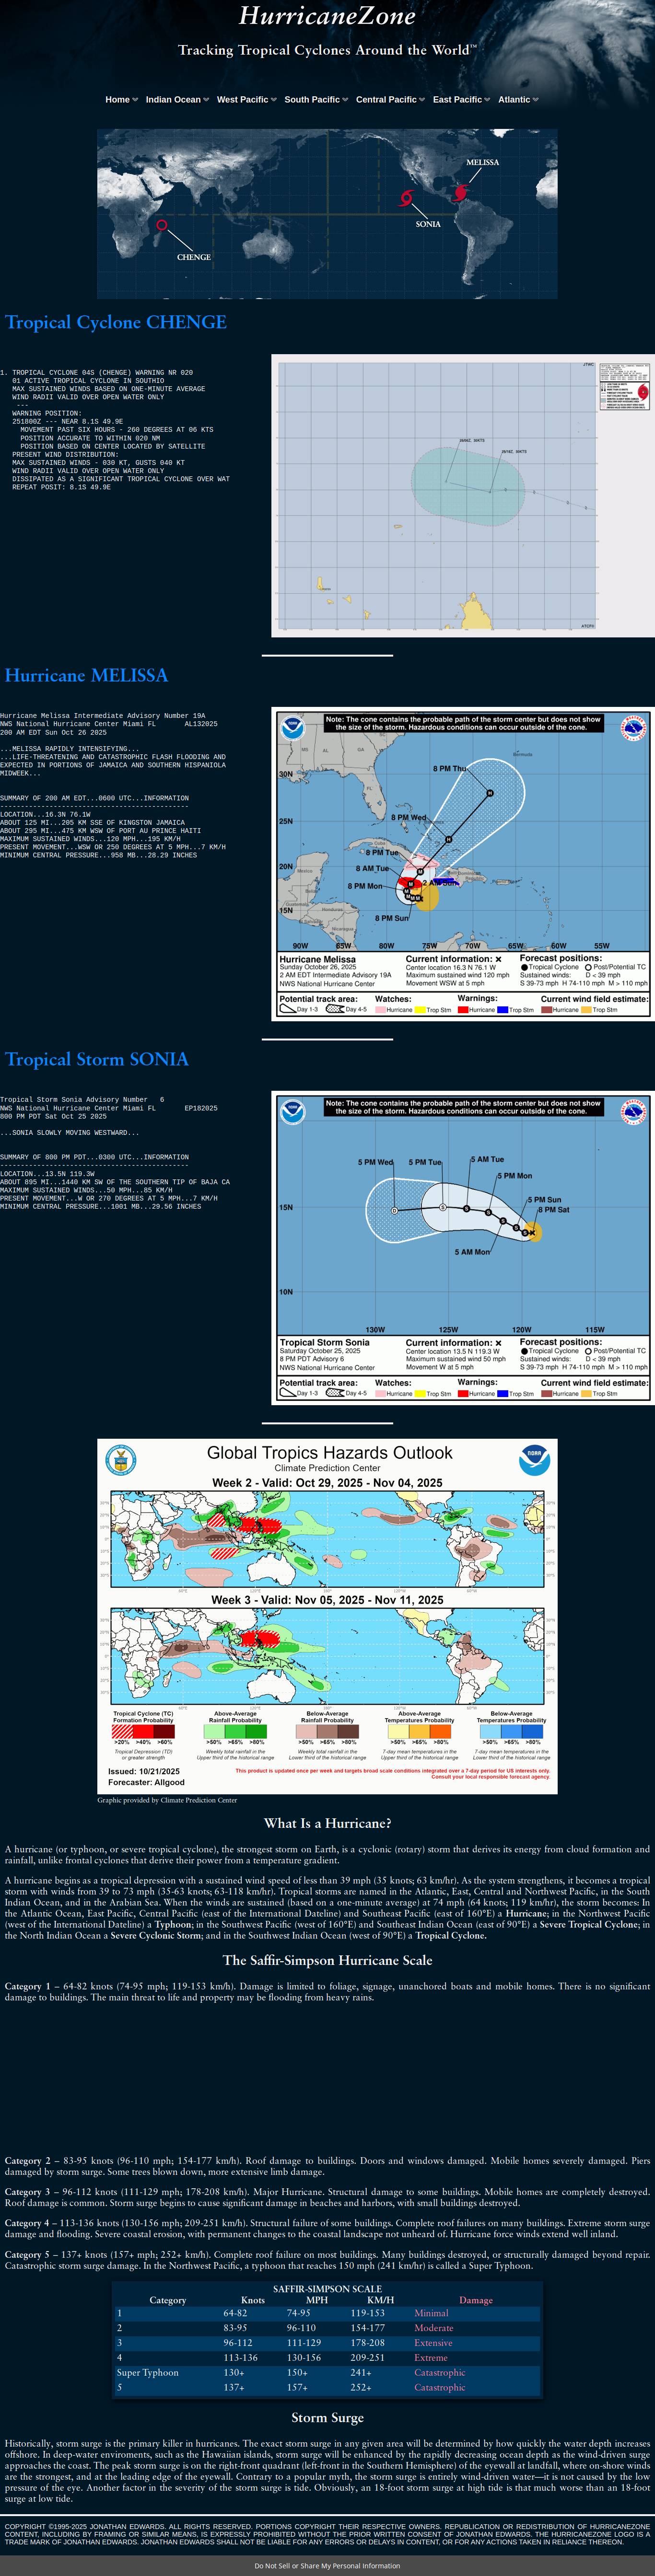 HurricaneZone
Tracking Tropical Cyclones Around the World™
Home Indian Ocean West Pacific South Pacific Central Pacific East Pacific Atlantic
MELISSA
SONIA
CHENGE
Tropical Cyclone CHENGE
1. TROPICAL CYCLONE 04S (CHENGE) WARNING NR 020
01 ACTIVE TROPICAL CYCLONE IN SOUTHIO
MAX SUSTAINED WINDS BASED ON ONE-MINUTE AVERAGE
WIND RADII VALID OVER OPEN WATER ONLY
---
WARNING POSITION:
251800Z --- NEAR 8.1S 49.9E
MOVEMENT PAST SIX HOURS - 260 DEGREES AT 06 KTS
POSITION ACCURATE TO WITHIN 020 NM
POSITION BASED ON CENTER LOCATED BY SATELLITE
PRESENT WIND DISTRIBUTION:
MAX SUSTAINED WINDS - 030 KT, GUSTS 040 KT
WIND RADII VALID OVER OPEN WATER ONLY
DISSIPATED AS A SIGNIFICANT TROPICAL CYCLONE OVER WAT
REPEAT POSIT: 8.1S 49.9E
JTWC
ATCFX
Hurricane MELISSA
Hurricane Melissa Intermediate Advisory Number 19A
NWS National Hurricane Center Miami FL AL132025
200 AM EDT Sun Oct 26 2025
...MELISSA RAPIDLY INTENSIFYING...
...LIFE-THREATENING AND CATASTROPHIC FLASH FLOODING AND
EXPECTED IN PORTIONS OF JAMAICA AND SOUTHERN HISPANIOLA
MIDWEEK...
SUMMARY OF 200 AM EDT...0600 UTC...INFORMATION
----------------------------------------------
LOCATION...16.3N 76.1W
ABOUT 125 MI...205 KM SSE OF KINGSTON JAMAICA
ABOUT 295 MI...475 KM WSW OF PORT AU PRINCE HAITI
MAXIMUM SUSTAINED WINDS...120 MPH...195 KM/H
PRESENT MOVEMENT...WSW OR 250 DEGREES AT 5 MPH...7 KM/H
MINIMUM CENTRAL PRESSURE...958 MB...28.29 INCHES
Note: The cone contains the probable path of the storm center but does not show
the size of the storm. Hazardous conditions can occur outside of the cone.
8 PM Thu
30N
8 PM Wed
25N
8 PM Tue
20N
8 AM Tue
2 AM Sun
8 PM Mon
15N
8 PM Sun
90W 85W 80W 75W 70W 65W 60W 55W
Hurricane Melissa
Sunday October 26, 2025
2 AM EDT Intermediate Advisory 19A
NWS National Hurricane Center
Current information: ×
Center location 16.3 N 76.1 W
Maximum sustained wind 120 mph
Movement WSW at 5 mph
Forecast positions:
Tropical Cyclone Post/Potential TC
Sustained winds: D < 39 mph
S 39-73 mph H 74-110 mph M > 110 mph
Potential track area: Watches: Warnings: Current wind field estimate:
Day 1-3 Day 4-5 Hurricane Trop Stm Hurricane Trop Stm Hurricane Trop Stm
Tropical Storm SONIA
Tropical Storm Sonia Advisory Number 6
NWS National Hurricane Center Miami FL EP182025
800 PM PDT Sat Oct 25 2025
...SONIA SLOWLY MOVING WESTWARD...
SUMMARY OF 800 PM PDT...0300 UTC...INFORMATION
----------------------------------------------
LOCATION...13.5N 119.3W
ABOUT 895 MI...1440 KM SW OF THE SOUTHERN TIP OF BAJA CA
MAXIMUM SUSTAINED WINDS...50 MPH...85 KM/H
PRESENT MOVEMENT...W OR 270 DEGREES AT 5 MPH...7 KM/H
MINIMUM CENTRAL PRESSURE...1001 MB...29.56 INCHES
Note: The cone contains the probable path of the storm center but does not show
the size of the storm. Hazardous conditions can occur outside of the cone.
5 PM Wed 5 PM Tue 5 AM Tue
5 PM Mon
5 PM Sun
15N
8 PM Sat
5 AM Mon
10N
130W 125W 120W 115W
Tropical Storm Sonia
Saturday October 25, 2025
8 PM PDT Advisory 6
NWS National Hurricane Center
Current information: ×
Center location 13.5 N 119.3 W
Maximum sustained wind 50 mph
Movement W at 5 mph
Forecast positions:
Tropical Cyclone Post/Potential TC
Sustained winds: D < 39 mph
S 39-73 mph H 74-110 mph M > 110 mph
Potential track area: Watches: Warnings: Current wind field estimate:
Day 1-3 Day 4-5 Hurricane Trop Stm Hurricane Trop Stm Hurricane Trop Stm
Global Tropics Hazards Outlook
Climate Prediction Center
Week 2 - Valid: Oct 29, 2025 - Nov 04, 2025
Week 3 - Valid: Nov 05, 2025 - Nov 11, 2025
Tropical Cyclone (TC) Formation Probability
>20% >40% >60%
Tropical Depression (TD) or greater strength
Above-Average Rainfall Probability
>50% >65% >80%
Weekly total rainfall in the Upper third of the historical range
Below-Average Rainfall Probability
>50% >65% >80%
Weekly total rainfall in the Lower third of the historical range
Above-Average Temperatures Probability
>50% >65% >80%
7-day mean temperatures in the Upper third of the historical range
Below-Average Temperatures Probability
>50% >65% >80%
7-day mean temperatures in the Lower third of the historical range
Issued: 10/21/2025
Forecaster: Allgood
This product is updated once per week and targets broad scale conditions integrated over a 7-day period for US interests only.
Consult your local responsible forecast agency.
Graphic provided by Climate Prediction Center
What Is a Hurricane?
A hurricane (or typhoon, or severe tropical cyclone), the strongest storm on Earth, is a cyclonic (rotary) storm that derives its energy from cloud formation and
rainfall, unlike frontal cyclones that derive their power from a temperature gradient.
A hurricane begins as a tropical depression with a sustained wind speed of less than 39 mph (35 knots; 63 km/hr). As the system strengthens, it becomes a tropical
storm with winds from 39 to 73 mph (35-63 knots; 63-118 km/hr). Tropical storms are named in the Atlantic, East, Central and Northwest Pacific, in the South
Indian Ocean, and in the Arabian Sea. When the winds are sustained (based on a one-minute average) at 74 mph (64 knots; 119 km/hr), the storm becomes: In
the Atlantic Ocean, East Pacific, Central Pacific (east of the International Dateline) and Southeast Pacific (east of 160°E) a Hurricane; in the Northwest Pacific
(west of the International Dateline) a Typhoon; in the Southwest Pacific (west of 160°E) and Southeast Indian Ocean (east of 90°E) a Severe Tropical Cyclone; in
the North Indian Ocean a Severe Cyclonic Storm; and in the Southwest Indian Ocean (west of 90°E) a Tropical Cyclone.
The Saffir-Simpson Hurricane Scale
Category 1 – 64-82 knots (74-95 mph; 119-153 km/h). Damage is limited to foliage, signage, unanchored boats and mobile homes. There is no significant
damage to buildings. The main threat to life and property may be flooding from heavy rains.
Category 2 – 83-95 knots (96-110 mph; 154-177 km/h). Roof damage to buildings. Doors and windows damaged. Mobile homes severely damaged. Piers
damaged by storm surge. Some trees blown down, more extensive limb damage.
Category 3 – 96-112 knots (111-129 mph; 178-208 km/h). Major Hurricane. Structural damage to some buildings. Mobile homes are completely destroyed.
Roof damage is common. Storm surge begins to cause significant damage in beaches and harbors, with small buildings destroyed.
Category 4 – 113-136 knots (130-156 mph; 209-251 km/h). Structural failure of some buildings. Complete roof failures on many buildings. Extreme storm surge
damage and flooding. Severe coastal erosion, with permanent changes to the coastal landscape not unheard of. Hurricane force winds extend well inland.
Category 5 – 137+ knots (157+ mph; 252+ km/h). Complete roof failure on most buildings. Many buildings destroyed, or structurally damaged beyond repair.
Catastrophic storm surge damage. In the Northwest Pacific, a typhoon that reaches 150 mph (241 km/hr) is called a Super Typhoon.
SAFFIR-SIMPSON SCALE
Category Knots MPH KM/H Damage
1 64-82 74-95 119-153 Minimal
2 83-95 96-110 154-177 Moderate
3 96-112 111-129 178-208 Extensive
4 113-136 130-156 209-251 Extreme
Super Typhoon 130+ 150+ 241+ Catastrophic
5 137+ 157+ 252+ Catastrophic
Storm Surge
Historically, storm surge is the primary killer in hurricanes. The exact storm surge in any given area will be determined by how quickly the water depth increases
offshore. In deep-water enviroments, such as the Hawaiian islands, storm surge will be enhanced by the rapidly decreasing ocean depth as the wind-driven surge
approaches the coast. The peak storm surge is on the right-front quadrant (left-front in the Southern Hemisphere) of the eyewall at landfall, where on-shore winds
are the strongest, and at the leading edge of the eyewall. Contrary to a popular myth, the storm surge is entirely wind-driven water—it is not caused by the low
pressure of the eye. Another factor in the severity of the storm surge is tide. Obviously, an 18-foot storm surge at high tide is that much worse than an 18-foot
surge at low tide.
COPYRIGHT ©1995-2025 JONATHAN EDWARDS. ALL RIGHTS RESERVED. PORTIONS COPYRIGHT THEIR RESPECTIVE OWNERS. REPUBLICATION OR REDISTRIBUTION OF HURRICANEZONE
CONTENT, INCLUDING BY FRAMING OR SIMILAR MEANS, IS EXPRESSLY PROHIBITED WITHOUT THE PRIOR WRITTEN CONSENT OF JONATHAN EDWARDS. THE HURRICANEZONE LOGO IS A
TRADE MARK OF JONATHAN EDWARDS. JONATHAN EDWARDS SHALL NOT BE LIABLE FOR ANY ERRORS OR DELAYS IN CONTENT, OR FOR ANY ACTIONS TAKEN IN RELIANCE THEREON.
Do Not Sell or Share My Personal Information